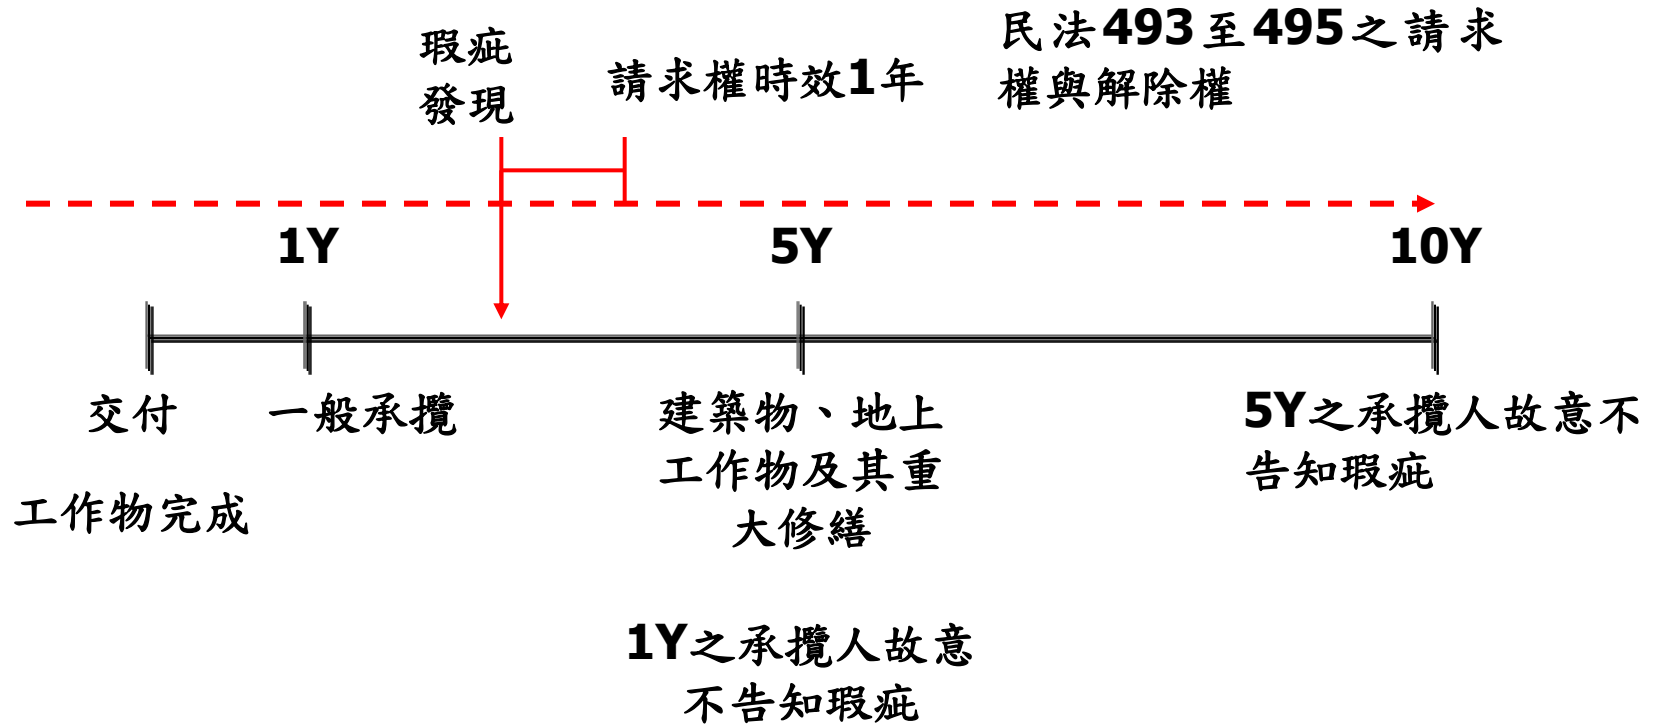 瑕疵
發現
請求權時效1年
民法493至495之請求
權與解除權
1Y
5Y
10Y
交付
一般承攬
建築物、地上
工作物及其重
大修繕
5Y之承攬人故意不
告知瑕疵
工作物完成
1Y之承攬人故意
不告知瑕疵